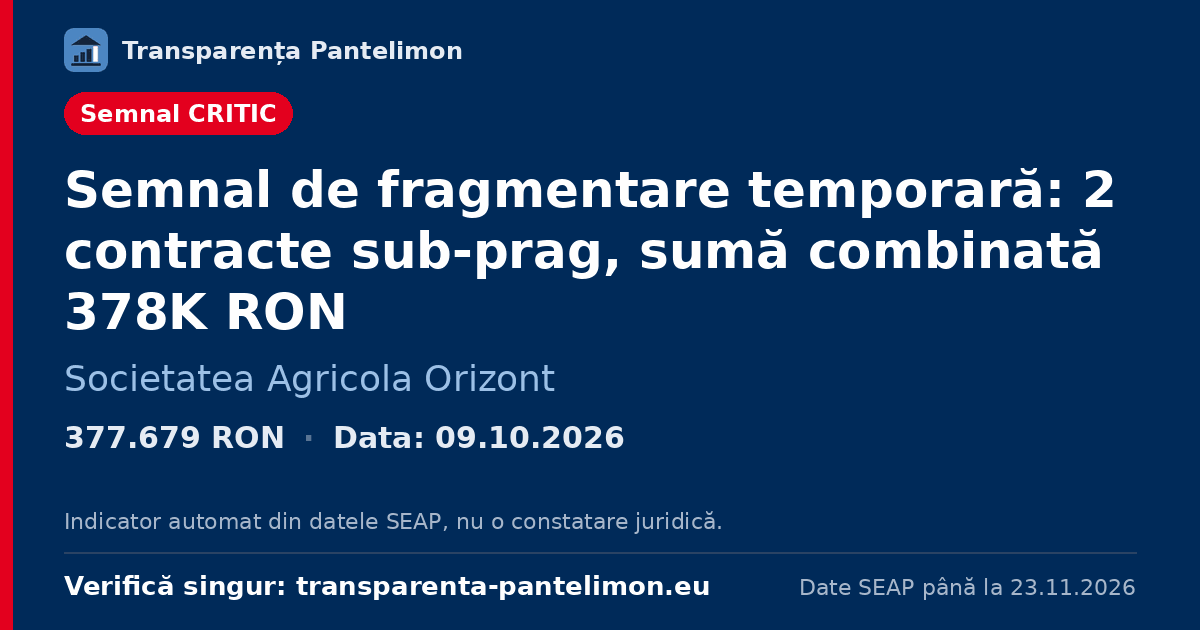 Transparența Pantelimon
Semnal CRITIC
Semnal de fragmentare temporară: 2
contracte sub-prag, sumă combinată
378K RON
Societatea Agricola Orizont
377.679 RON · Data: 09.10.2026
Indicator automat din datele SEAP, nu o constatare juridică.
Verifică singur: transparenta-pantelimon.eu
Date SEAP până la 23.11.2026